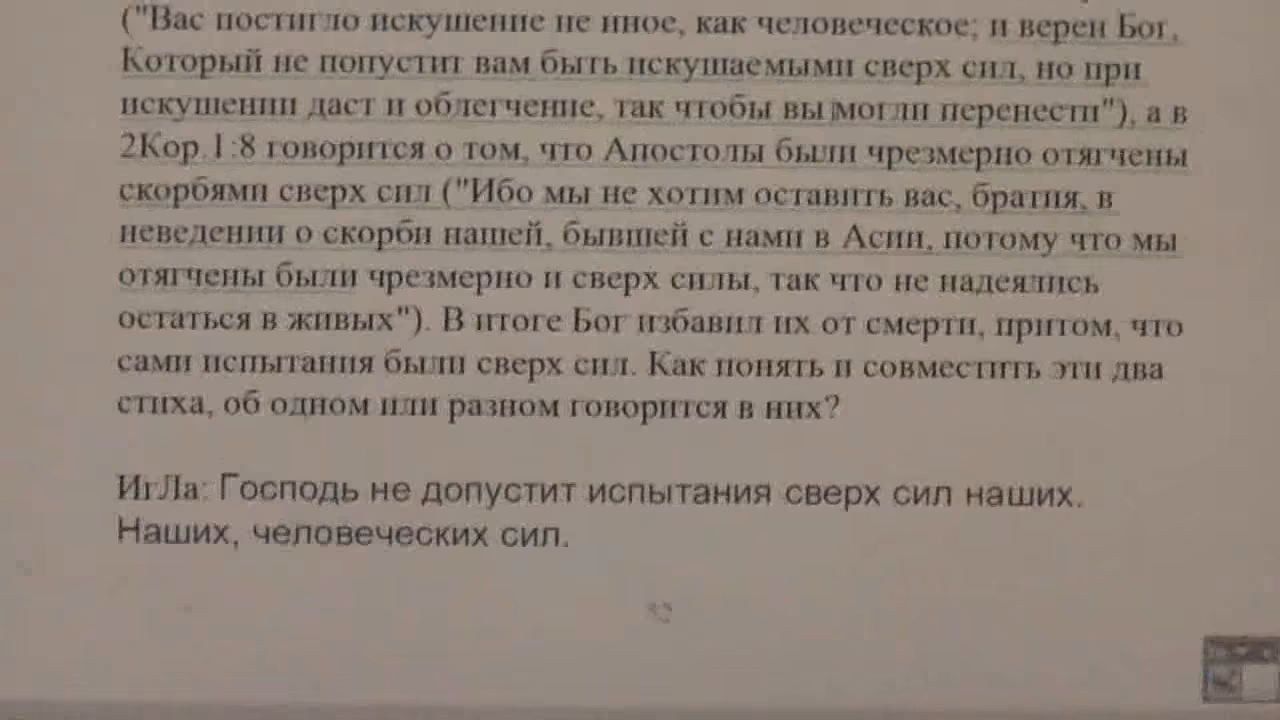 ("Вас постигло искушение не иное, как человеческое; и верен Бог,
Который не попустит вам быть искушаемыми сверх сил, но при
искушении даст и облегчение, так чтобы вы могли перенести"), а в
2Кор.1:8 говорится о том, что Апостолы были чрезмерно отягчены
скорбями сверх сил ("Ибо мы не хотим оставить вас, братия, в
неведении о скорби нашей, бывшей с нами в Асии, потому что мы
отягчены были чрезмерно и сверх силы, так что не надеялись
остаться в живых"). В итоге Бог избавил их от смерти, притом, что
сами испытания были сверх сил. Как понять и совместить эти два
стиха, об одном или разном говорится в них?
ИгЛа: Господь не допустит испытания сверх сил наших.
Наших, человеческих сил.